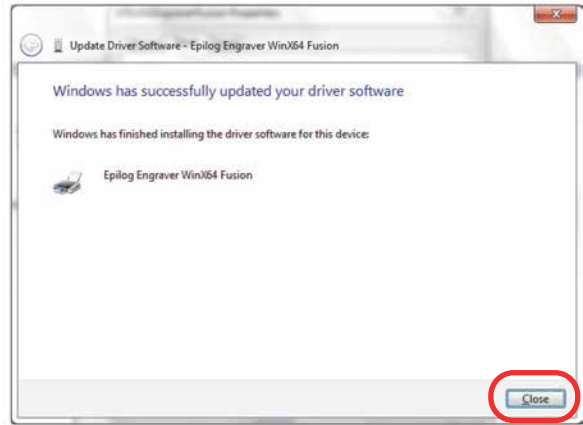 Update Driver Software - Epilog Engraver WinX64 Fusion
Windows has successfully updated your driver software
Windows has finished installing the driver software for this device:
Epilog Engraver WinX64 Fusion
Close